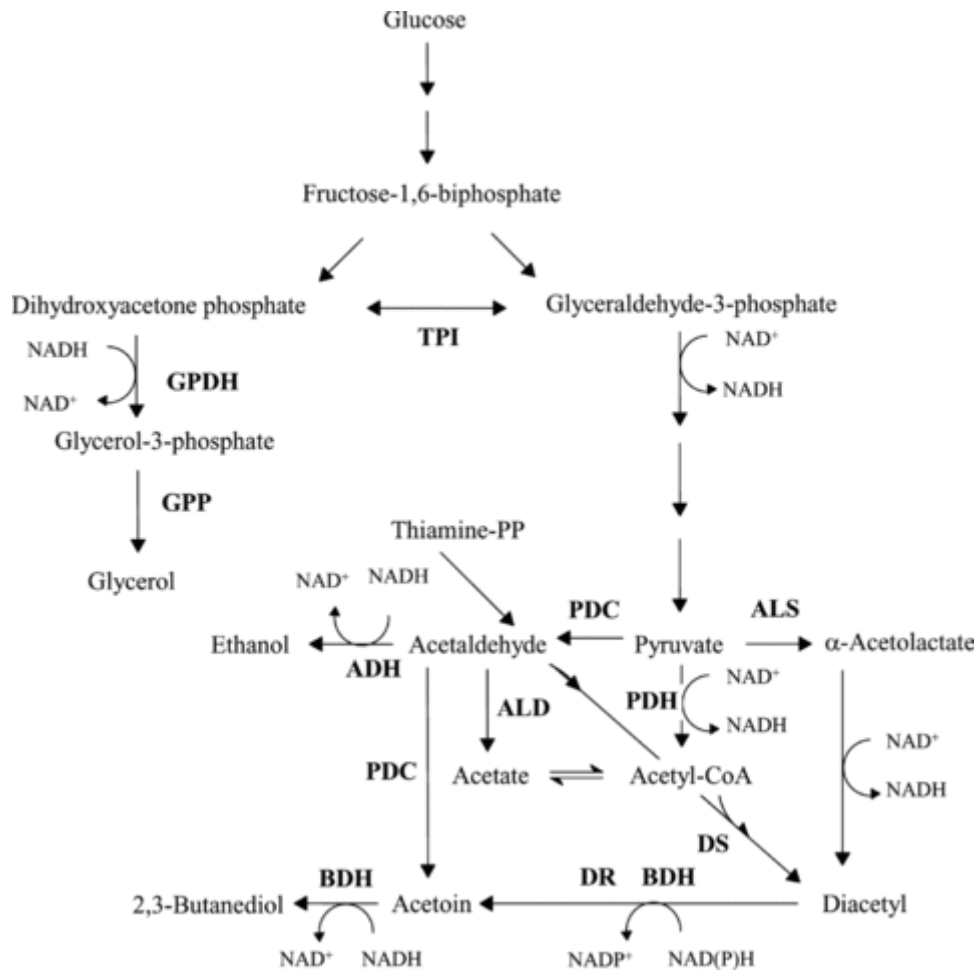 Glucose
Fructose-1,6-biphosphate
Dihydroxyacetone phosphate
Glyceraldehyde-3-phosphate
TPI
NADH
NAD⁺
GPDH
NAD⁺
NADH
Glycerol-3-phosphate
GPP
Glycerol
Thiamine-PP
NAD⁺
NADH
PDC
ALS
Ethanol
Acetaldehyde
Pyruvate
α-Acetolactate
ADH
ALD
PDH
NAD⁺
NADH
NAD⁺
NADH
PDC
Acetate
Acetyl-CoA
DS
BDH
DR
BDH
2,3-Butanediol
Acetoin
Diacetyl
NAD⁺
NADH
NADP⁺
NAD(P)H